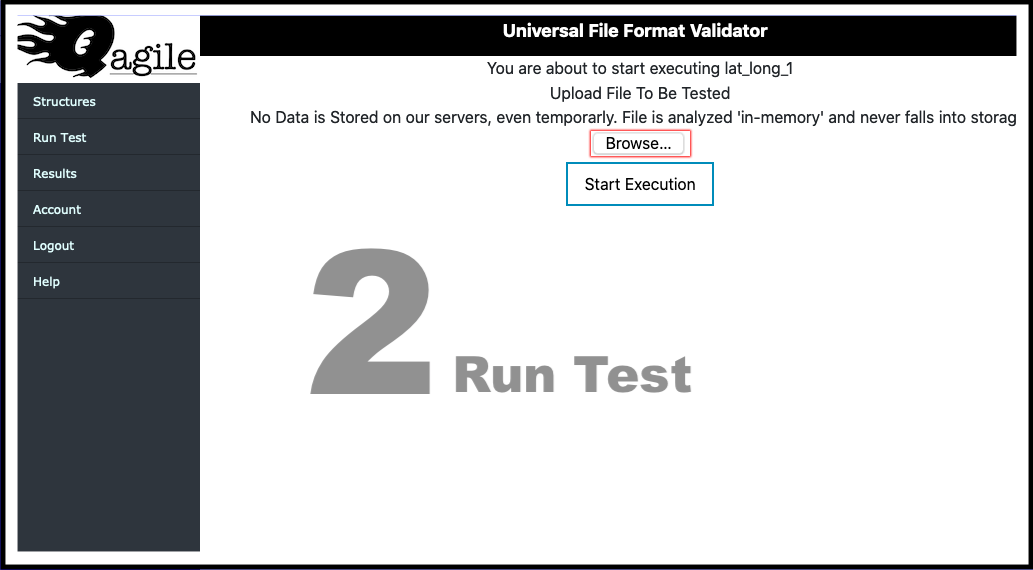 Qagile
Universal File Format Validator
Structures
Run Test
Results
Account
Logout
Help
You are about to start executing lat_long_1
Upload File To Be Tested
No Data is Stored on our servers, even temporarly. File is analyzed 'in-memory' and never falls into storag
Browse...
Start Execution
2 Run Test